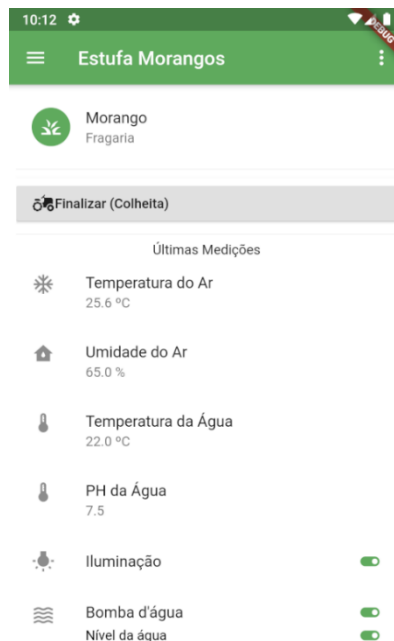 10:12
DEBUG
Estufa Morangos
Morango
Fragaria
Finalizar (Colheita)
Últimas Medições
Temperatura do Ar
25.6 ºC
Umidade do Ar
65.0 %
Temperatura da Água
22.0 ºC
PH da Água
7.5
Iluminação
Bomba d'água
Nível da água